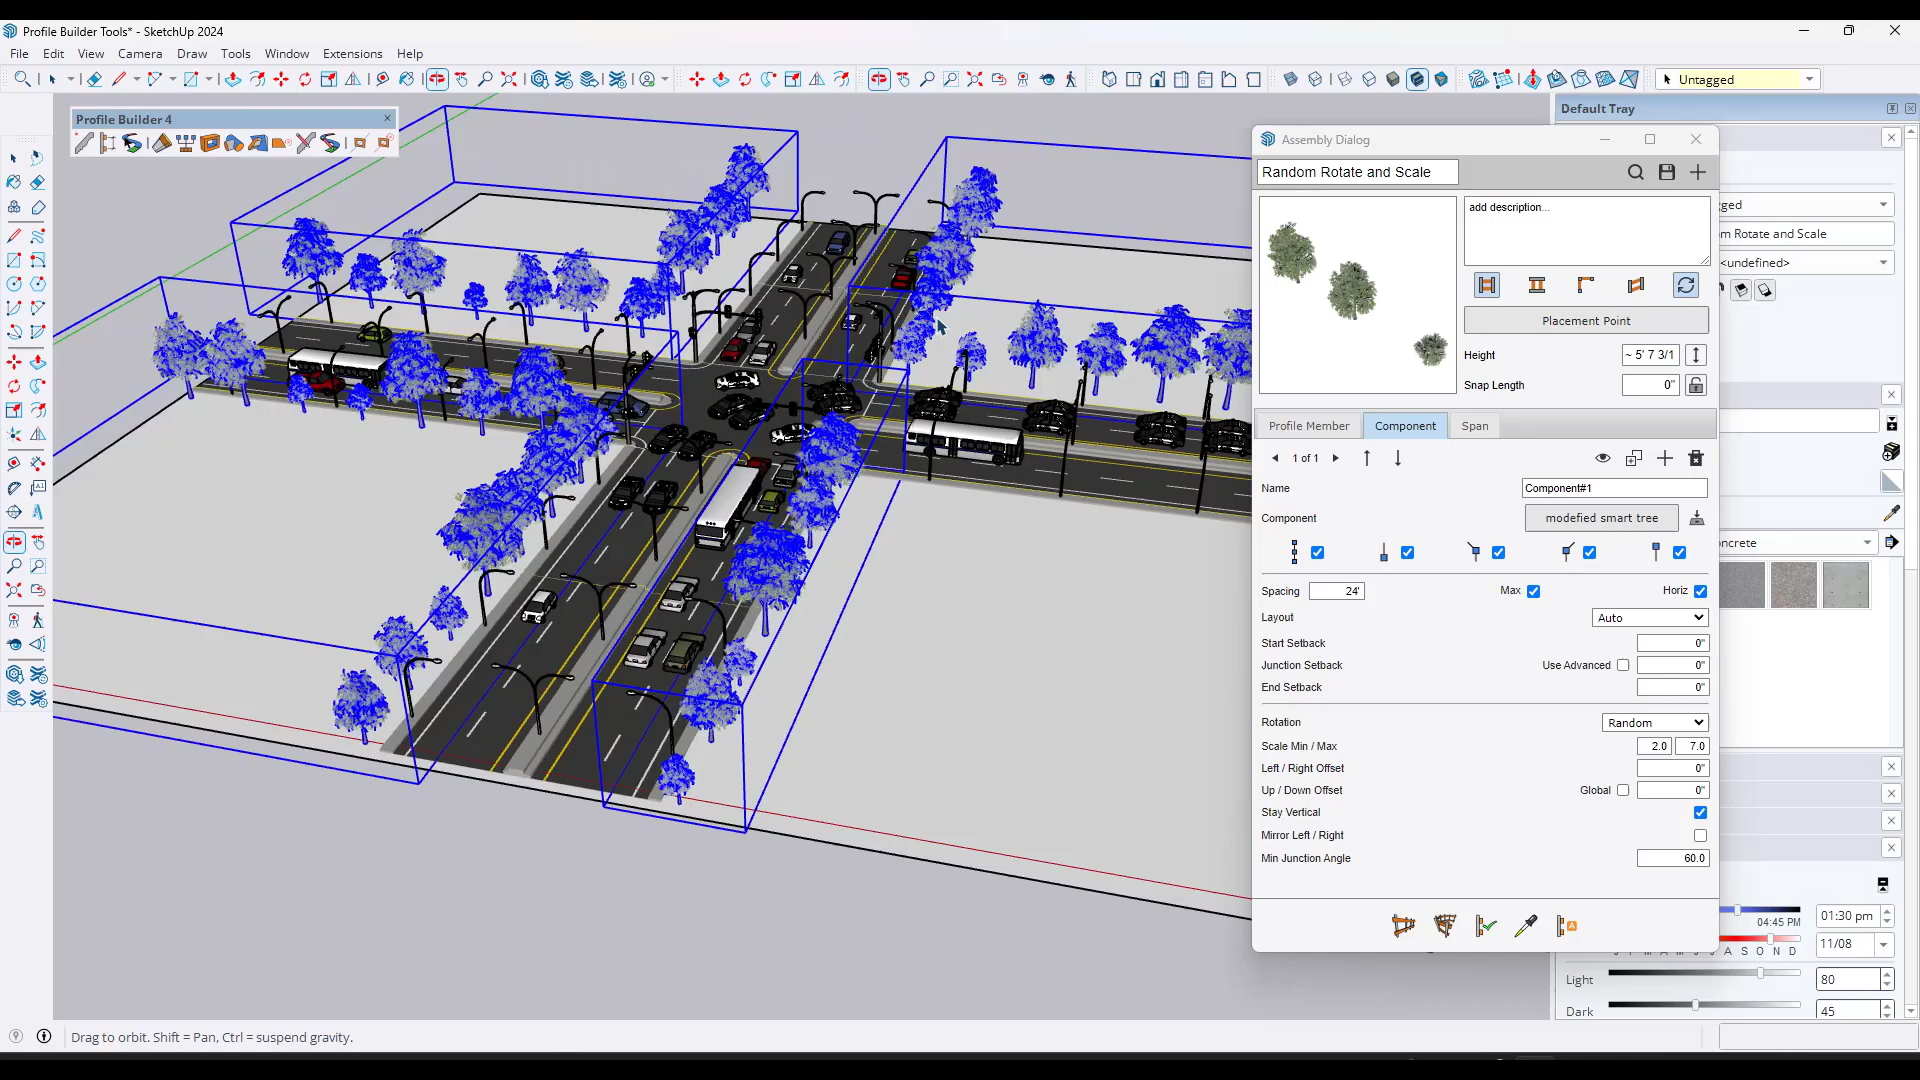 Profile Builder Tools* - SketchUp 2024
File Edit View Camera Draw Tools Window Extensions Help
Untagged
Profile Builder 4
Default Tray
Assembly Dialog
Random Rotate and Scale
add description...
Placement Point
Height ~ 5' 7 3/1
Snap Length 0"
Profile Member Component Span
1 of 1
Name Component#1
Component modefied smart tree
Spacing 24' Max Horiz
Layout Auto
Start Setback 0"
Junction Setback Use Advanced 0"
End Setback 0"
Rotation Random
Scale Min / Max 2.0 7.0
Left / Right Offset 0"
Up / Down Offset Global 0"
Stay Vertical
Mirror Left / Right
Min Junction Angle 60.0
gged
om Rotate and Scale
<undefined>
ncrete
04:45 PM 01:30 pm
A S O N D 11/08
Light 80
Dark 45
Drag to orbit. Shift = Pan, Ctrl = suspend gravity.